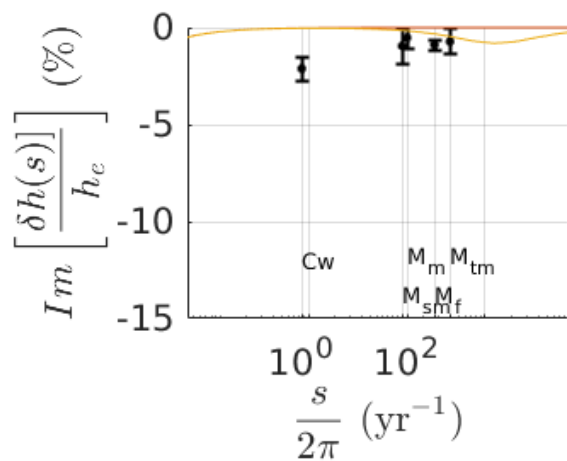 0
-5
-10
-15
Im [δh(s)]/h_e] (%)
Cw
M_m M_tm
M_sm M_f
10^0 10^2
s/2π (yr^−1)